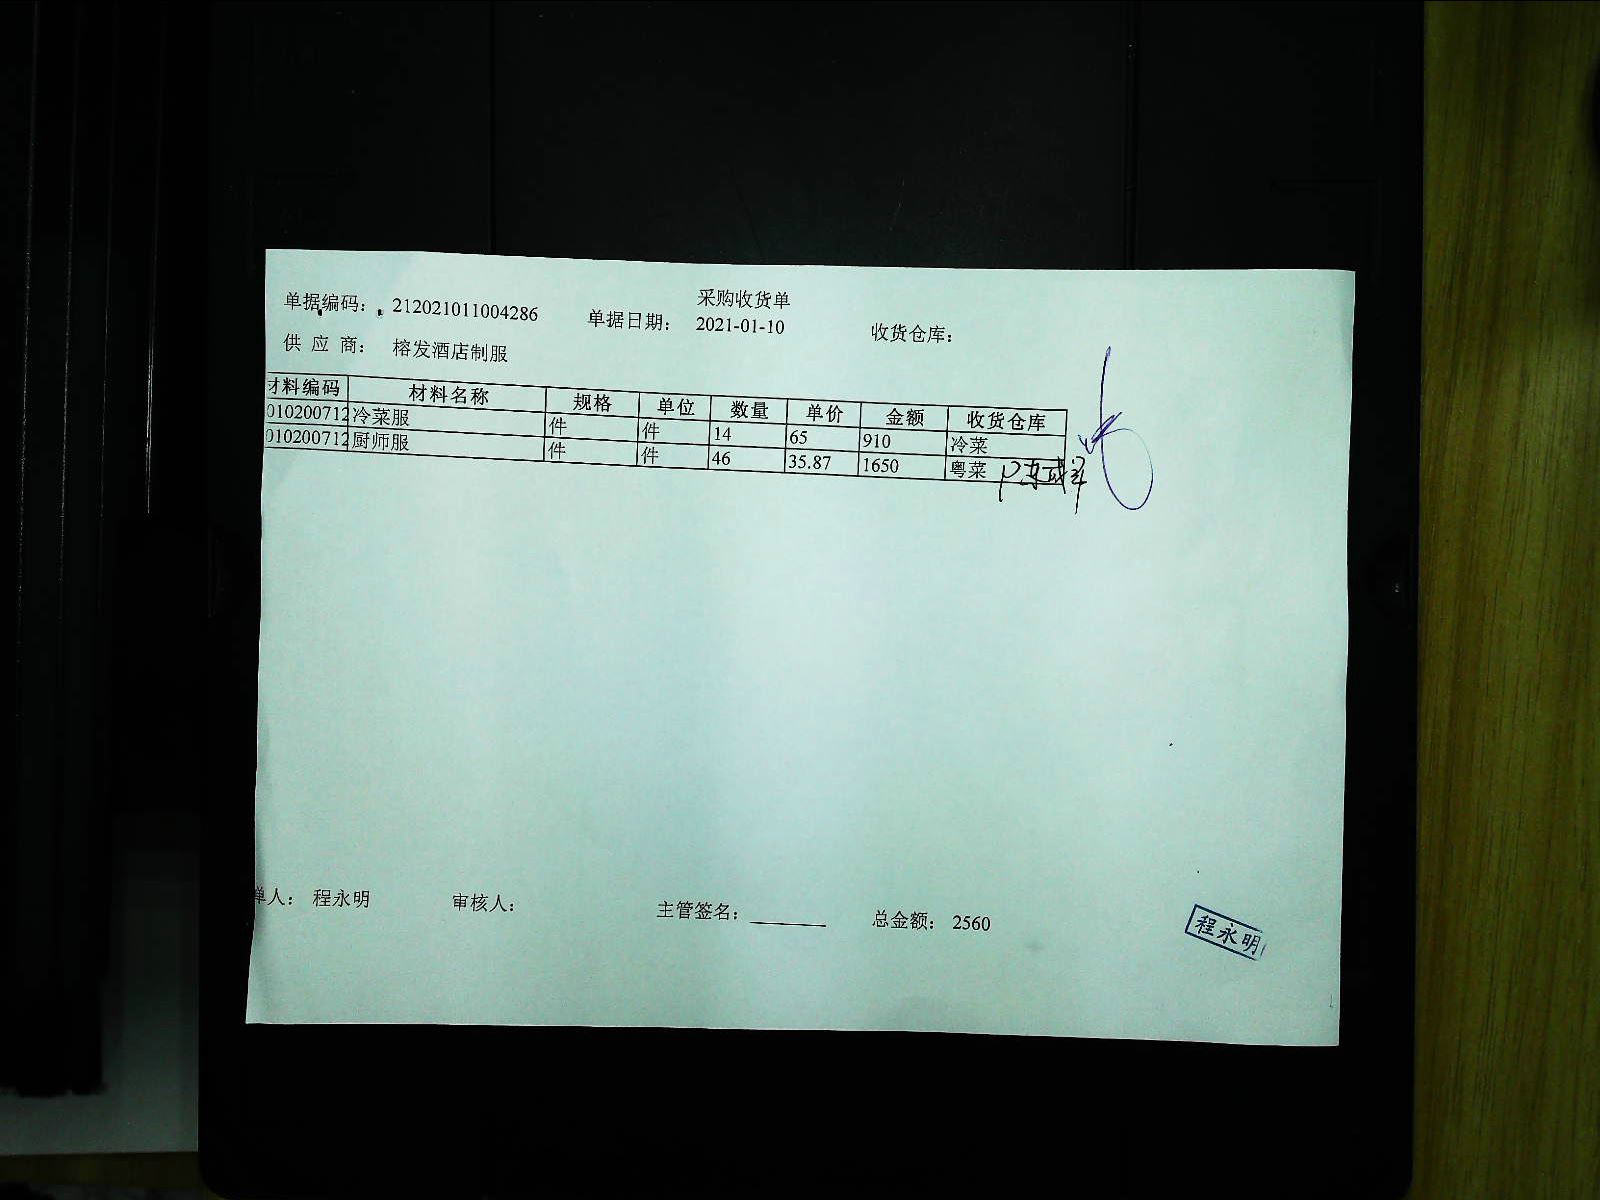 采购收货单
单据编码： 212021011004286 单据日期： 2021-01-10 收货仓库：
供 应 商： 榕发酒店制服
材料编码 材料名称 规格 单位 数量 单价 金额 收货仓库
010200712 冷菜服 件 件 14 65 910 冷菜
010200712 厨师服 件 件 46 35.87 1650 粤菜
单人： 程永明 审核人： 主管签名： 总金额： 2560
程永明